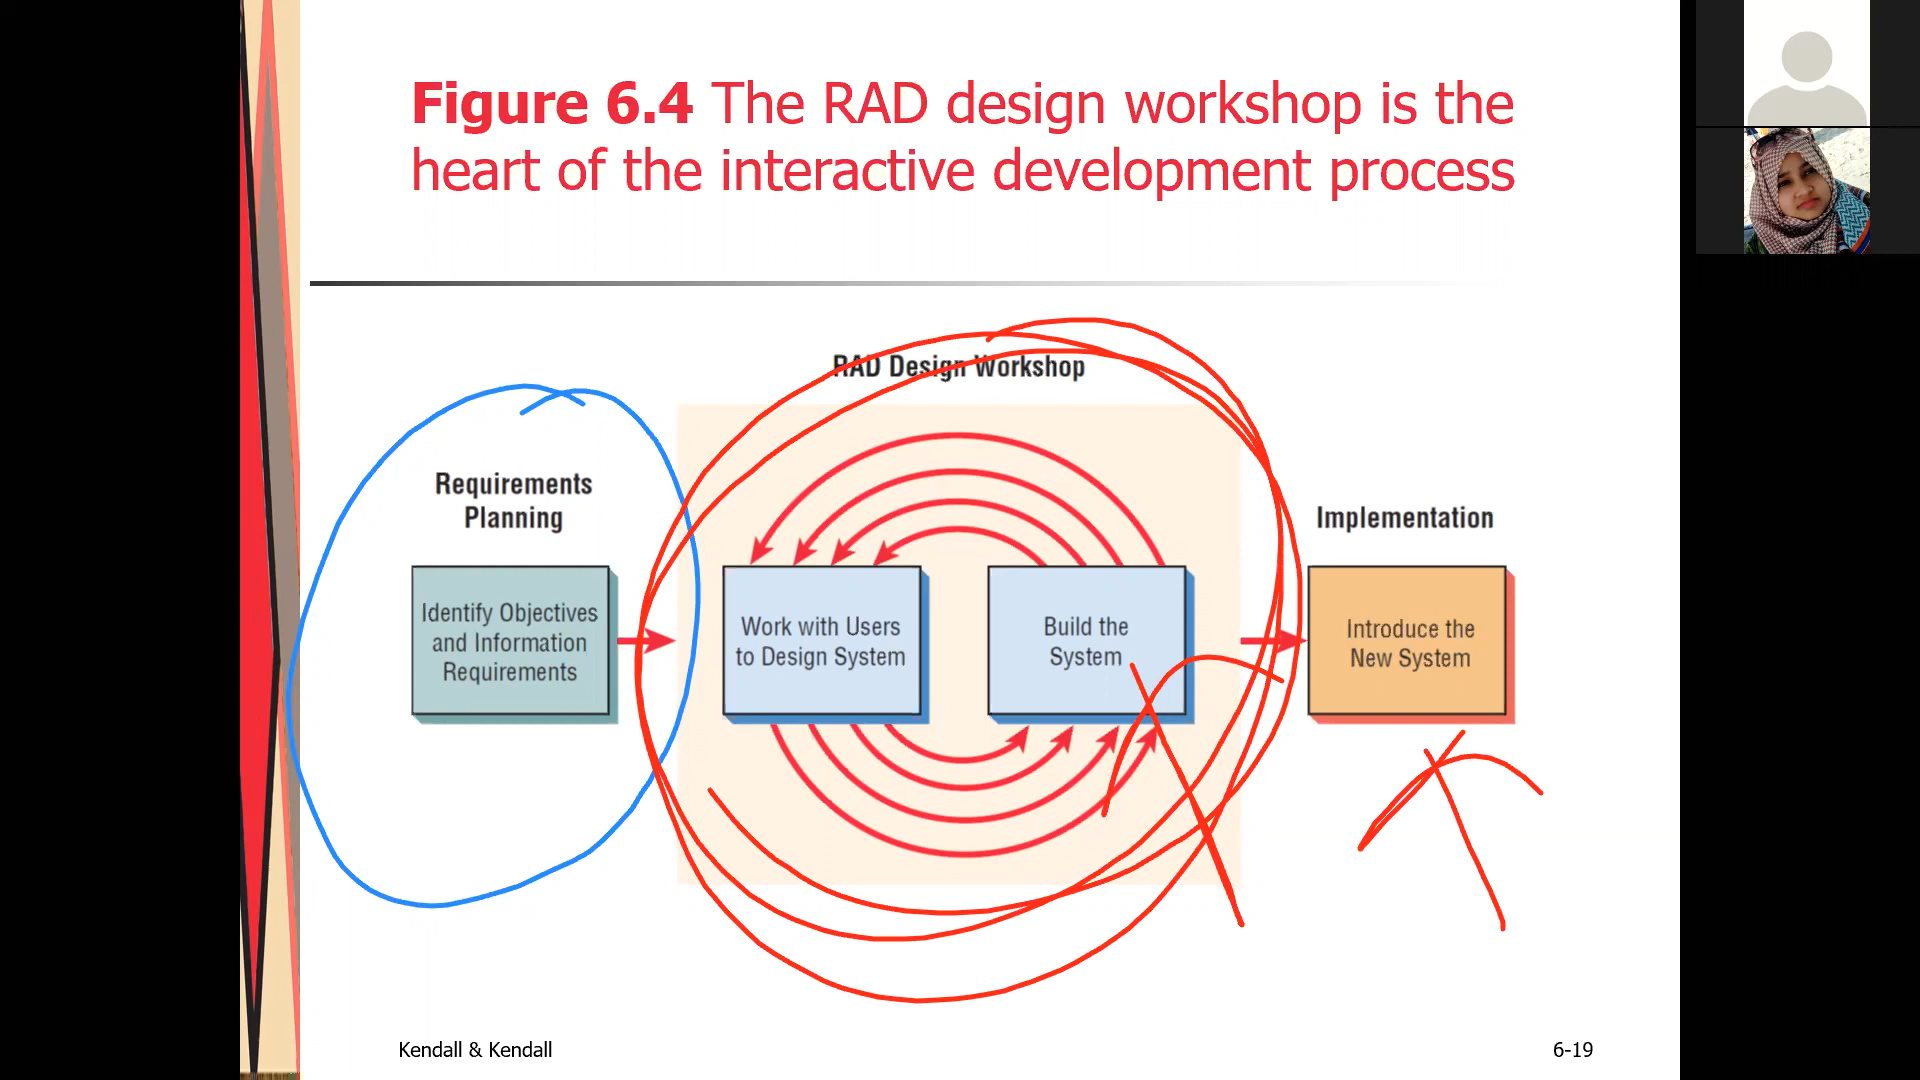 Figure 6.4 The RAD design workshop is the
heart of the interactive development process
RAD Design Workshop
Requirements
Planning
Identify Objectives
and Information
Requirements
Work with Users
to Design System
Build the
System
Implementation
Introduce the
New System
Kendall & Kendall
6-19